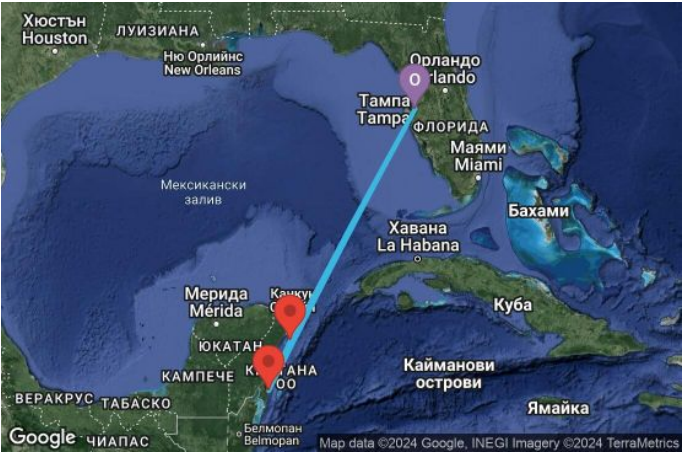 Хюстън
Houston
ЛУИЗИАНА
Ню Орлийнс
New Orleans
Орландо
O
Тампа
Tampa
ФЛОРИДА
Маями
Miami
Мексикански
залив
Бахами
Хавана
La Habana
Мерида
Mérida
Куба
ЮКАТАН
КАМПЕЧЕ
Кайманови
острови
ВЕРАКРУС
ТАБАСКО
Ямайка
Белмопан
Belmopan
Google
ЧИАПАС
Map data ©2024 Google, INEGI Imagery ©2024 TerraMetrics